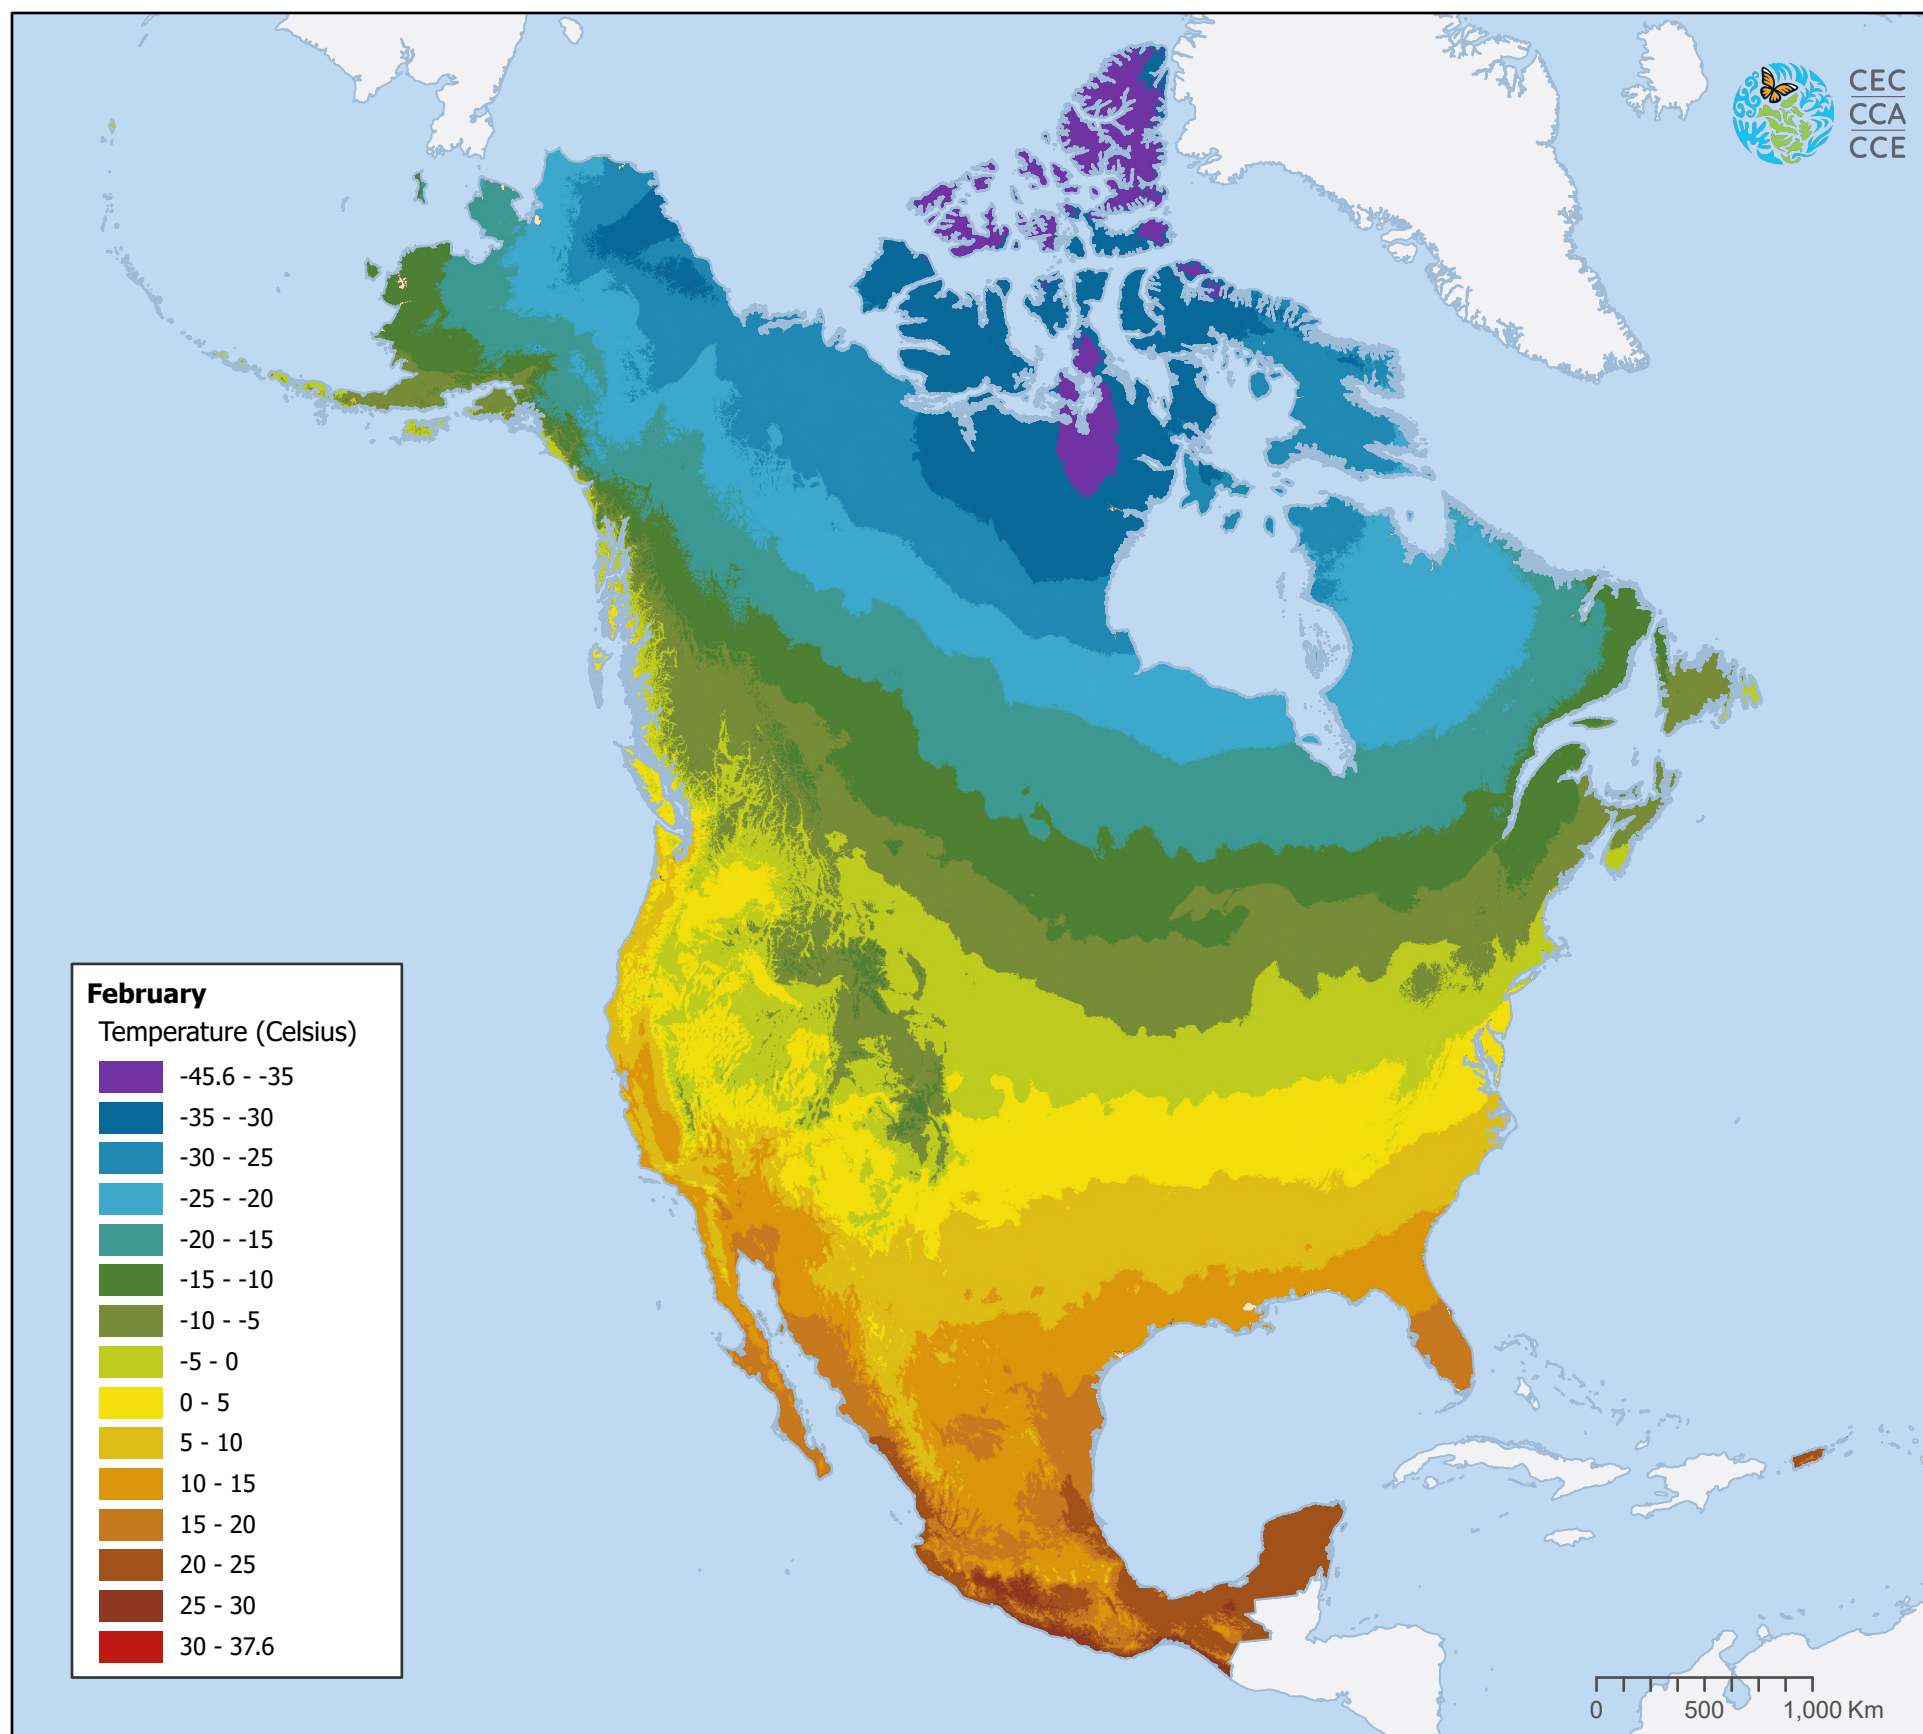 CEC
CCA
CCE
February
Temperature (Celsius)
-45.6 - -35
-35 - -30
-30 - -25
-25 - -20
-20 - -15
-15 - -10
-10 - -5
-5 - 0
0 - 5
5 - 10
10 - 15
15 - 20
20 - 25
25 - 30
30 - 37.6
0 500 1,000 Km